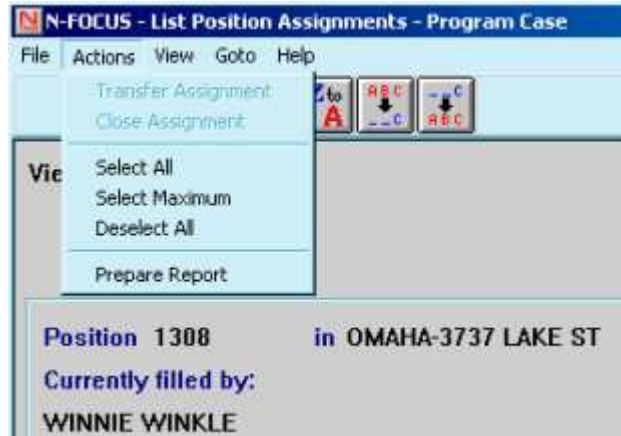 N-FOCUS - List Position Assignments - Program Case
File Actions View Goto Help
Transfer Assignment
Close Assignment
Z to A
A B C _ _ C
_ _ C A B C
Select All
Select Maximum
Deselect All
Prepare Report
Vie
Position 1308 in OMAHA-3737 LAKE ST
Currently filled by:
WINNIE WINKLE